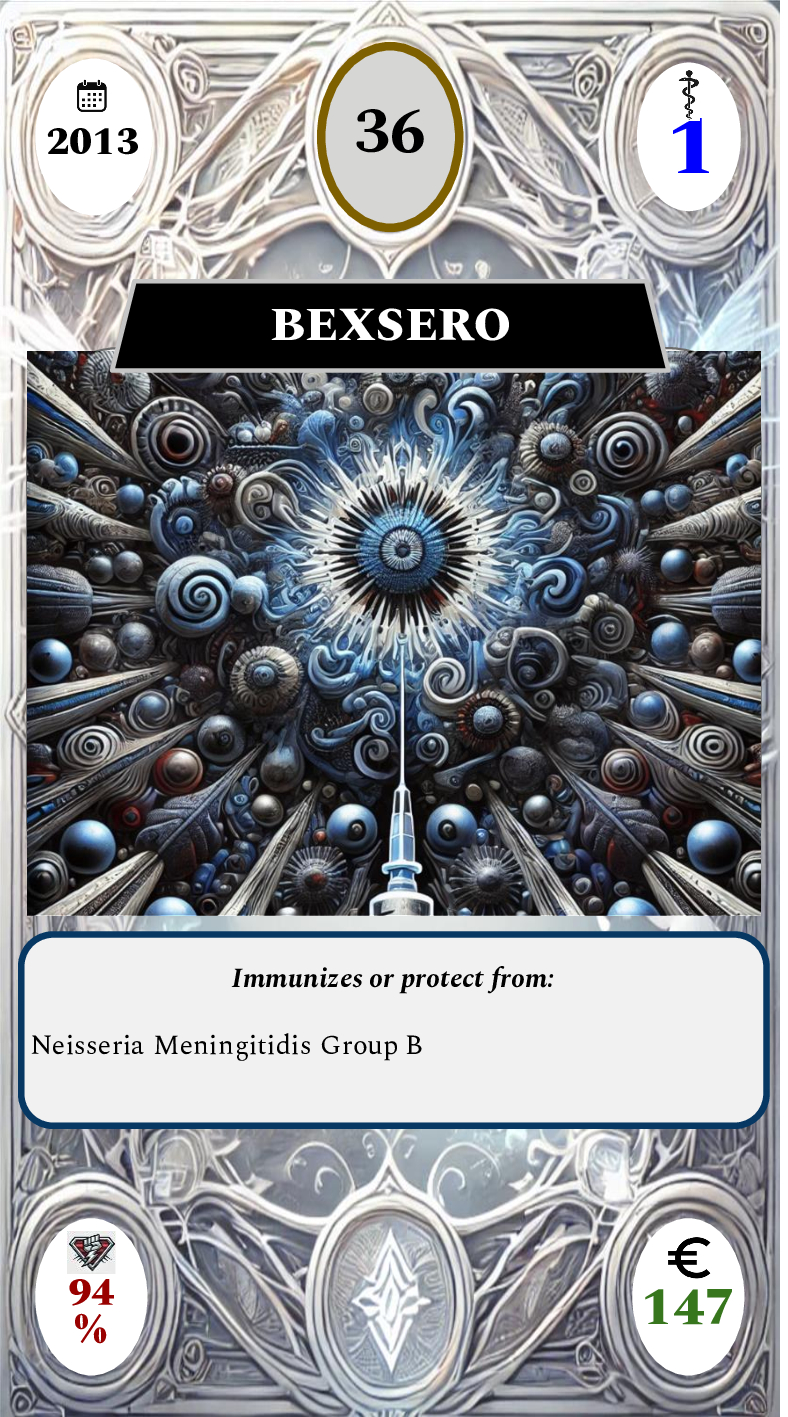 2013
36
1
BEXSERO
Immunizes or protect from:
Neisseria Meningitidis Group B
94
%
€
147